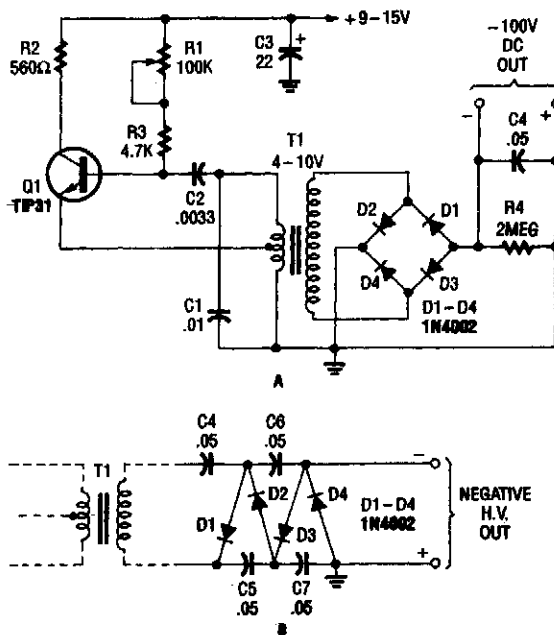 +9–15V
R2
560Ω
R1
100K
C3
22
+
–100V
DC
OUT
–
+
R3
4.7K
T1
4–10V
C4
.05
Q1
TIP31
C2
.0033
D2
D1
R4
2MEG
D4
D3
C1
.01
D1–D4
1N4002
A
C4
.05
C6
.05
T1
D2
D4
D1
D3
D1–D4
1N4002
–
NEGATIVE
H.V.
OUT
+
C5
.05
C7
.05
B